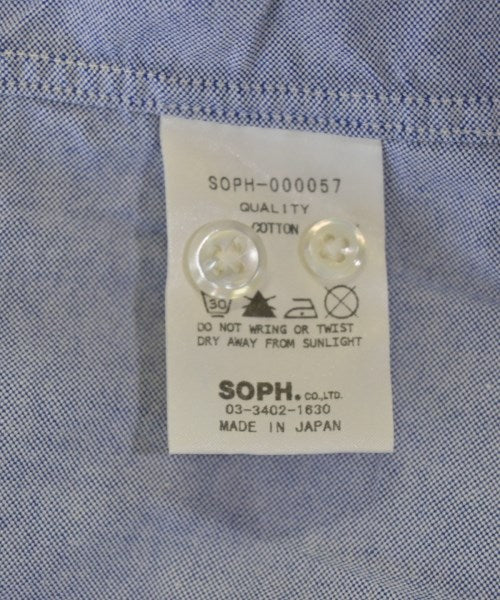 SOPH-000057
QUALITY
COTTON
30
DO NOT WRING OR TWIST
DRY AWAY FROM SUNLIGHT
SOPH. CO.,LTD.
03-3402-1630
MADE IN JAPAN